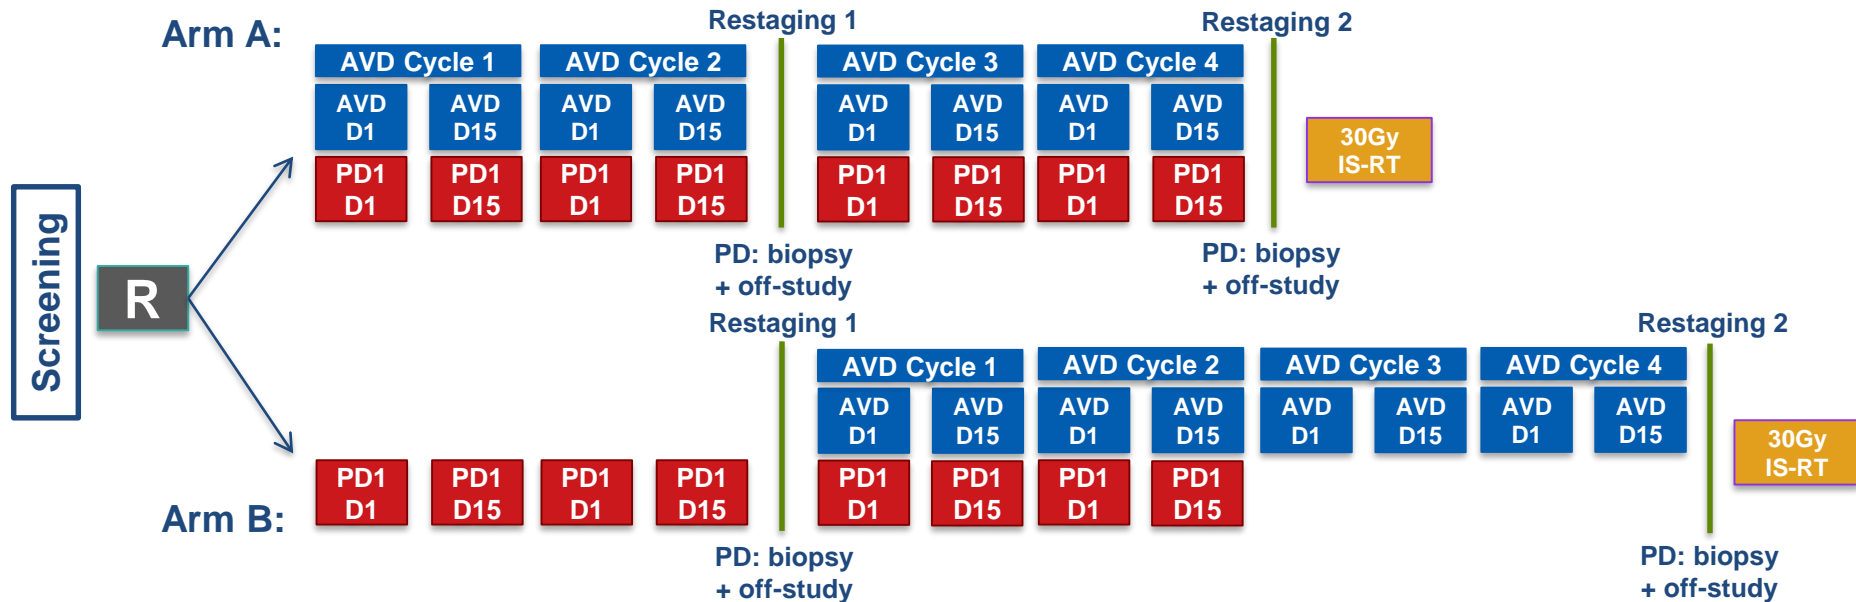 Screening
R
Arm A:
Restaging 1
Restaging 2
AVD Cycle 1
AVD Cycle 2
AVD Cycle 3
AVD Cycle 4
AVD
D1
AVD
D15
AVD
D1
AVD
D15
AVD
D1
AVD
D15
AVD
D1
AVD
D15
PD1
D1
PD1
D15
PD1
D1
PD1
D15
PD1
D1
PD1
D15
PD1
D1
PD1
D15
30Gy
IS-RT
PD: biopsy
+ off-study
PD: biopsy
+ off-study
Arm B:
Restaging 1
Restaging 2
AVD Cycle 1
AVD Cycle 2
AVD Cycle 3
AVD Cycle 4
AVD
D1
AVD
D15
AVD
D1
AVD
D15
AVD
D1
AVD
D15
AVD
D1
AVD
D15
PD1
D1
PD1
D15
PD1
D1
PD1
D15
PD1
D1
PD1
D15
PD1
D1
PD1
D15
30Gy
IS-RT
PD: biopsy
+ off-study
PD: biopsy
+ off-study